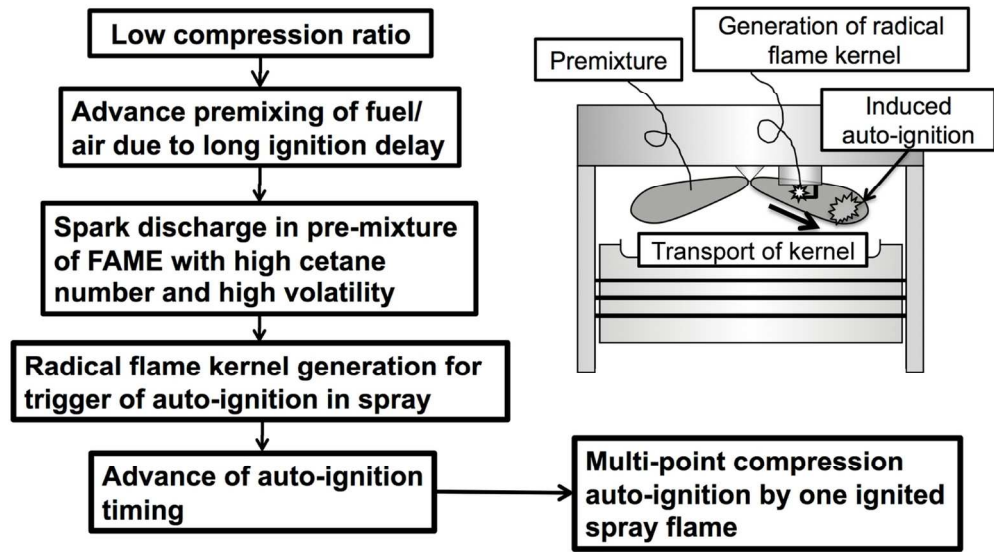 Low compression ratio
Advance premixing of fuel/
air due to long ignition delay
Spark discharge in pre-mixture
of FAME with high cetane
number and high volatility
Radical flame kernel generation for
trigger of auto-ignition in spray
Advance of auto-ignition
timing
Multi-point compression
auto-ignition by one ignited
spray flame
Premixture
Generation of radical
flame kernel
Induced
auto-ignition
Transport of kernel